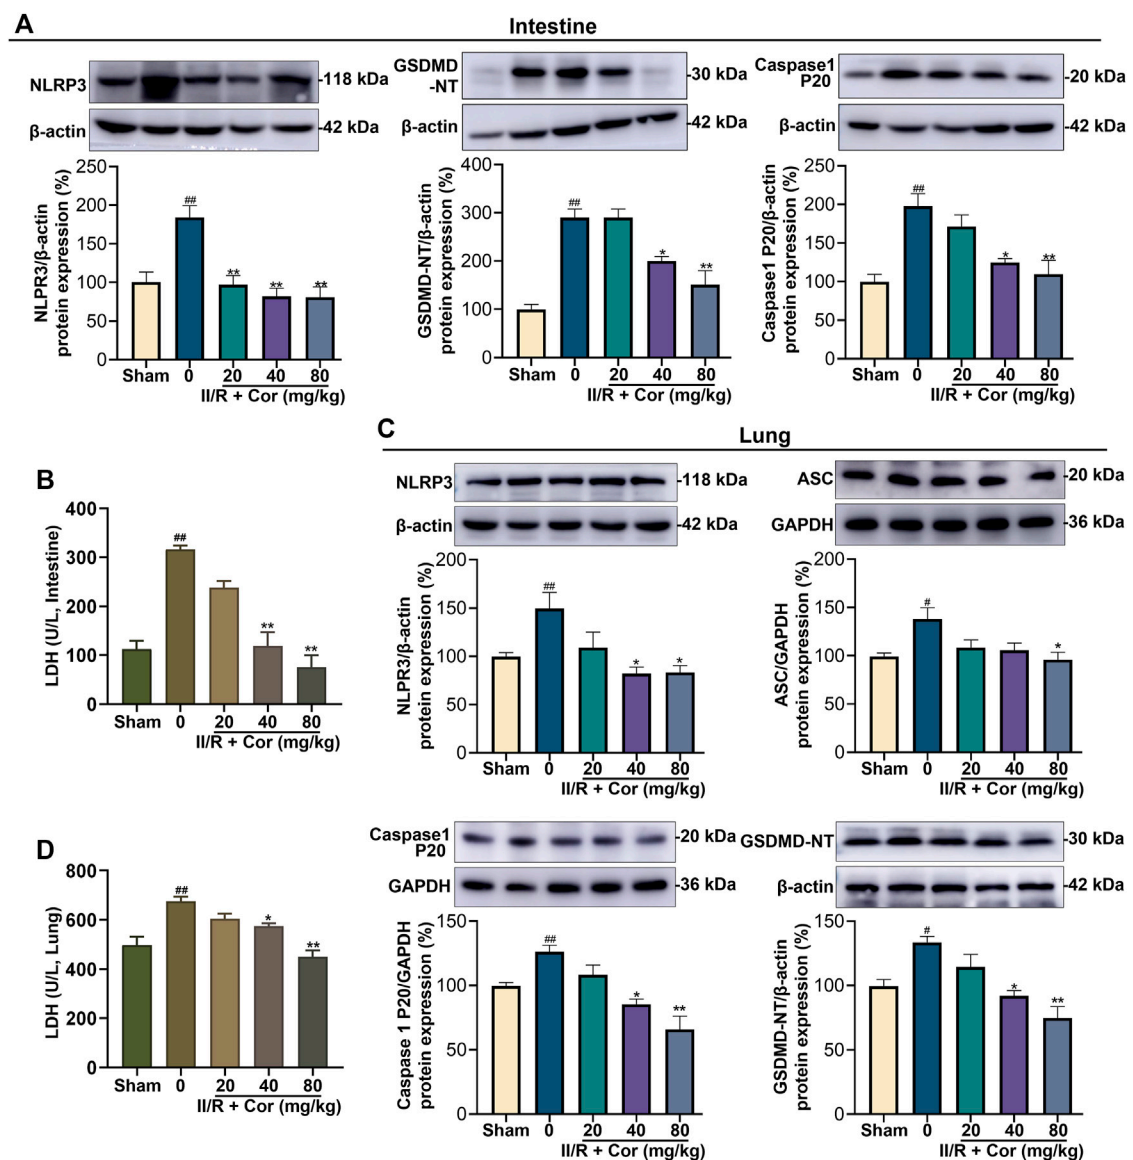 A
Intestine
NLRP3
-118 kDa
β-actin
-42 kDa
NLPR3/β-actin
protein expression (%)
250
200
150
100
50
0
##
**
**
**
Sham 0 20 40 80
II/R + Cor (mg/kg)
GSDMD
-NT
-30 kDa
β-actin
-42 kDa
GSDMD-NT/β-actin
protein expression (%)
400
300
200
100
0
##
*
**
Sham 0 20 40 80
II/R + Cor (mg/kg)
Caspase1
P20
-20 kDa
β-actin
-42 kDa
Caspase1 P20/β-actin
protein expression (%)
250
200
150
100
50
0
##
*
**
Sham 0 20 40 80
II/R + Cor (mg/kg)
B
LDH (U/L, Intestine)
400
300
200
100
0
##
**
**
Sham 0 20 40 80
II/R + Cor (mg/kg)
C
Lung
NLRP3
-118 kDa
β-actin
-42 kDa
NLPR3/β-actin
protein expression (%)
200
150
100
50
0
##
*
*
Sham 0 20 40 80
II/R + Cor (mg/kg)
ASC
-20 kDa
GAPDH
-36 kDa
ASC/GAPDH
protein expression (%)
200
150
100
50
0
#
*
Sham 0 20 40 80
II/R + Cor (mg/kg)
D
LDH (U/L, Lung)
800
600
400
200
0
##
*
**
Sham 0 20 40 80
II/R + Cor (mg/kg)
Caspase1
P20
-20 kDa
GAPDH
-36 kDa
Caspase 1 P20/GAPDH
protein expression (%)
150
100
50
0
##
*
**
Sham 0 20 40 80
II/R + Cor (mg/kg)
GSDMD-NT
-30 kDa
β-actin
-42 kDa
GSDMD-NT/β-actin
protein expression (%)
150
100
50
0
#
*
**
Sham 0 20 40 80
II/R + Cor (mg/kg)